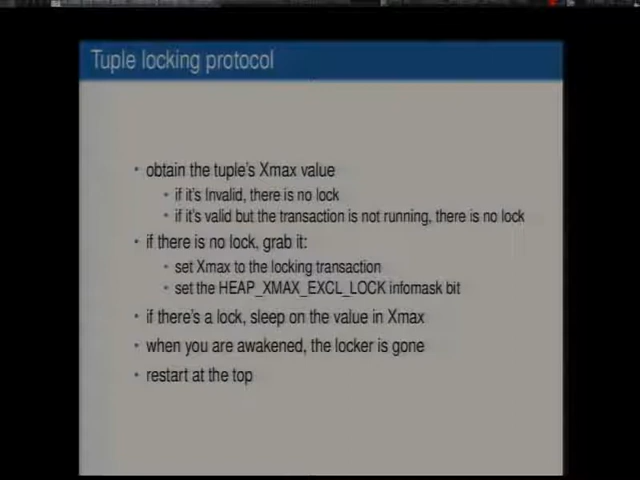 Tuple locking protocol
• obtain the tuple's Xmax value
• if it's Invalid, there is no lock
• if it's valid but the transaction is not running, there is no lock
• if there is no lock, grab it:
• set Xmax to the locking transaction
• set the HEAP_XMAX_EXCL_LOCK infomask bit
• if there's a lock, sleep on the value in Xmax
• when you are awakened, the locker is gone
• restart at the top